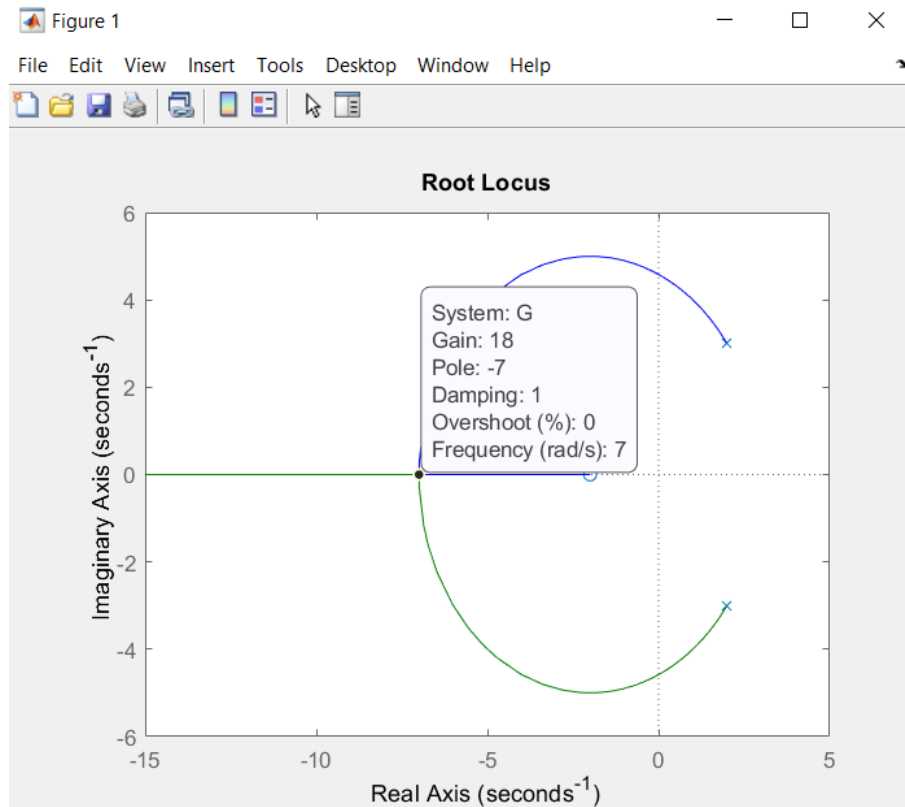 Figure 1
File Edit View Insert Tools Desktop Window Help
Root Locus
6
4
2
0
-2
-4
-6
Imaginary Axis (seconds⁻¹)
System: G
Gain: 18
Pole: -7
Damping: 1
Overshoot (%): 0
Frequency (rad/s): 7
-15 -10 -5 0 5
Real Axis (seconds⁻¹)